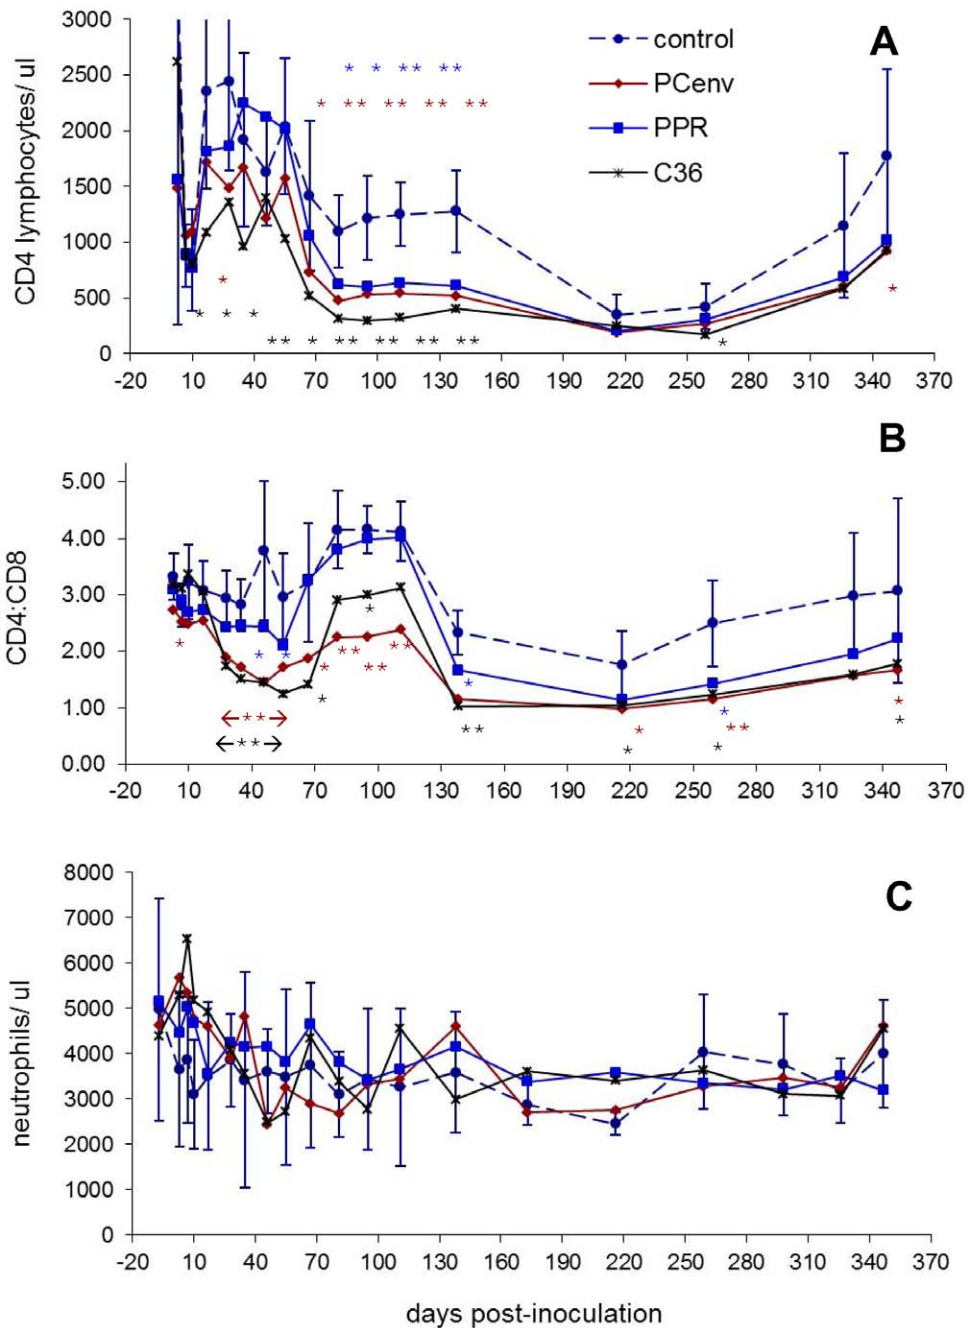 3000
2500
2000
1500
1000
500
0
CD4 lymphocytes/ ul
A
control
PCenv
PPR
C36
* * ** **
* ** ** ** **
*
* * *
** * ** ** ** **
*
*
-20 10 40 70 100 130 160 190 220 250 280 310 340 370
B
5.00
4.00
3.00
2.00
1.00
0.00
CD4:CD8
*
* *
**
**
*
*
**
**
**
*
*
**
*
*
*
**
*
*
*
-20 10 40 70 100 130 160 190 220 250 280 310 340 370
C
8000
7000
6000
5000
4000
3000
2000
1000
0
neutrophils/ ul
-20 10 40 70 100 130 160 190 220 250 280 310 340 370
days post-inoculation